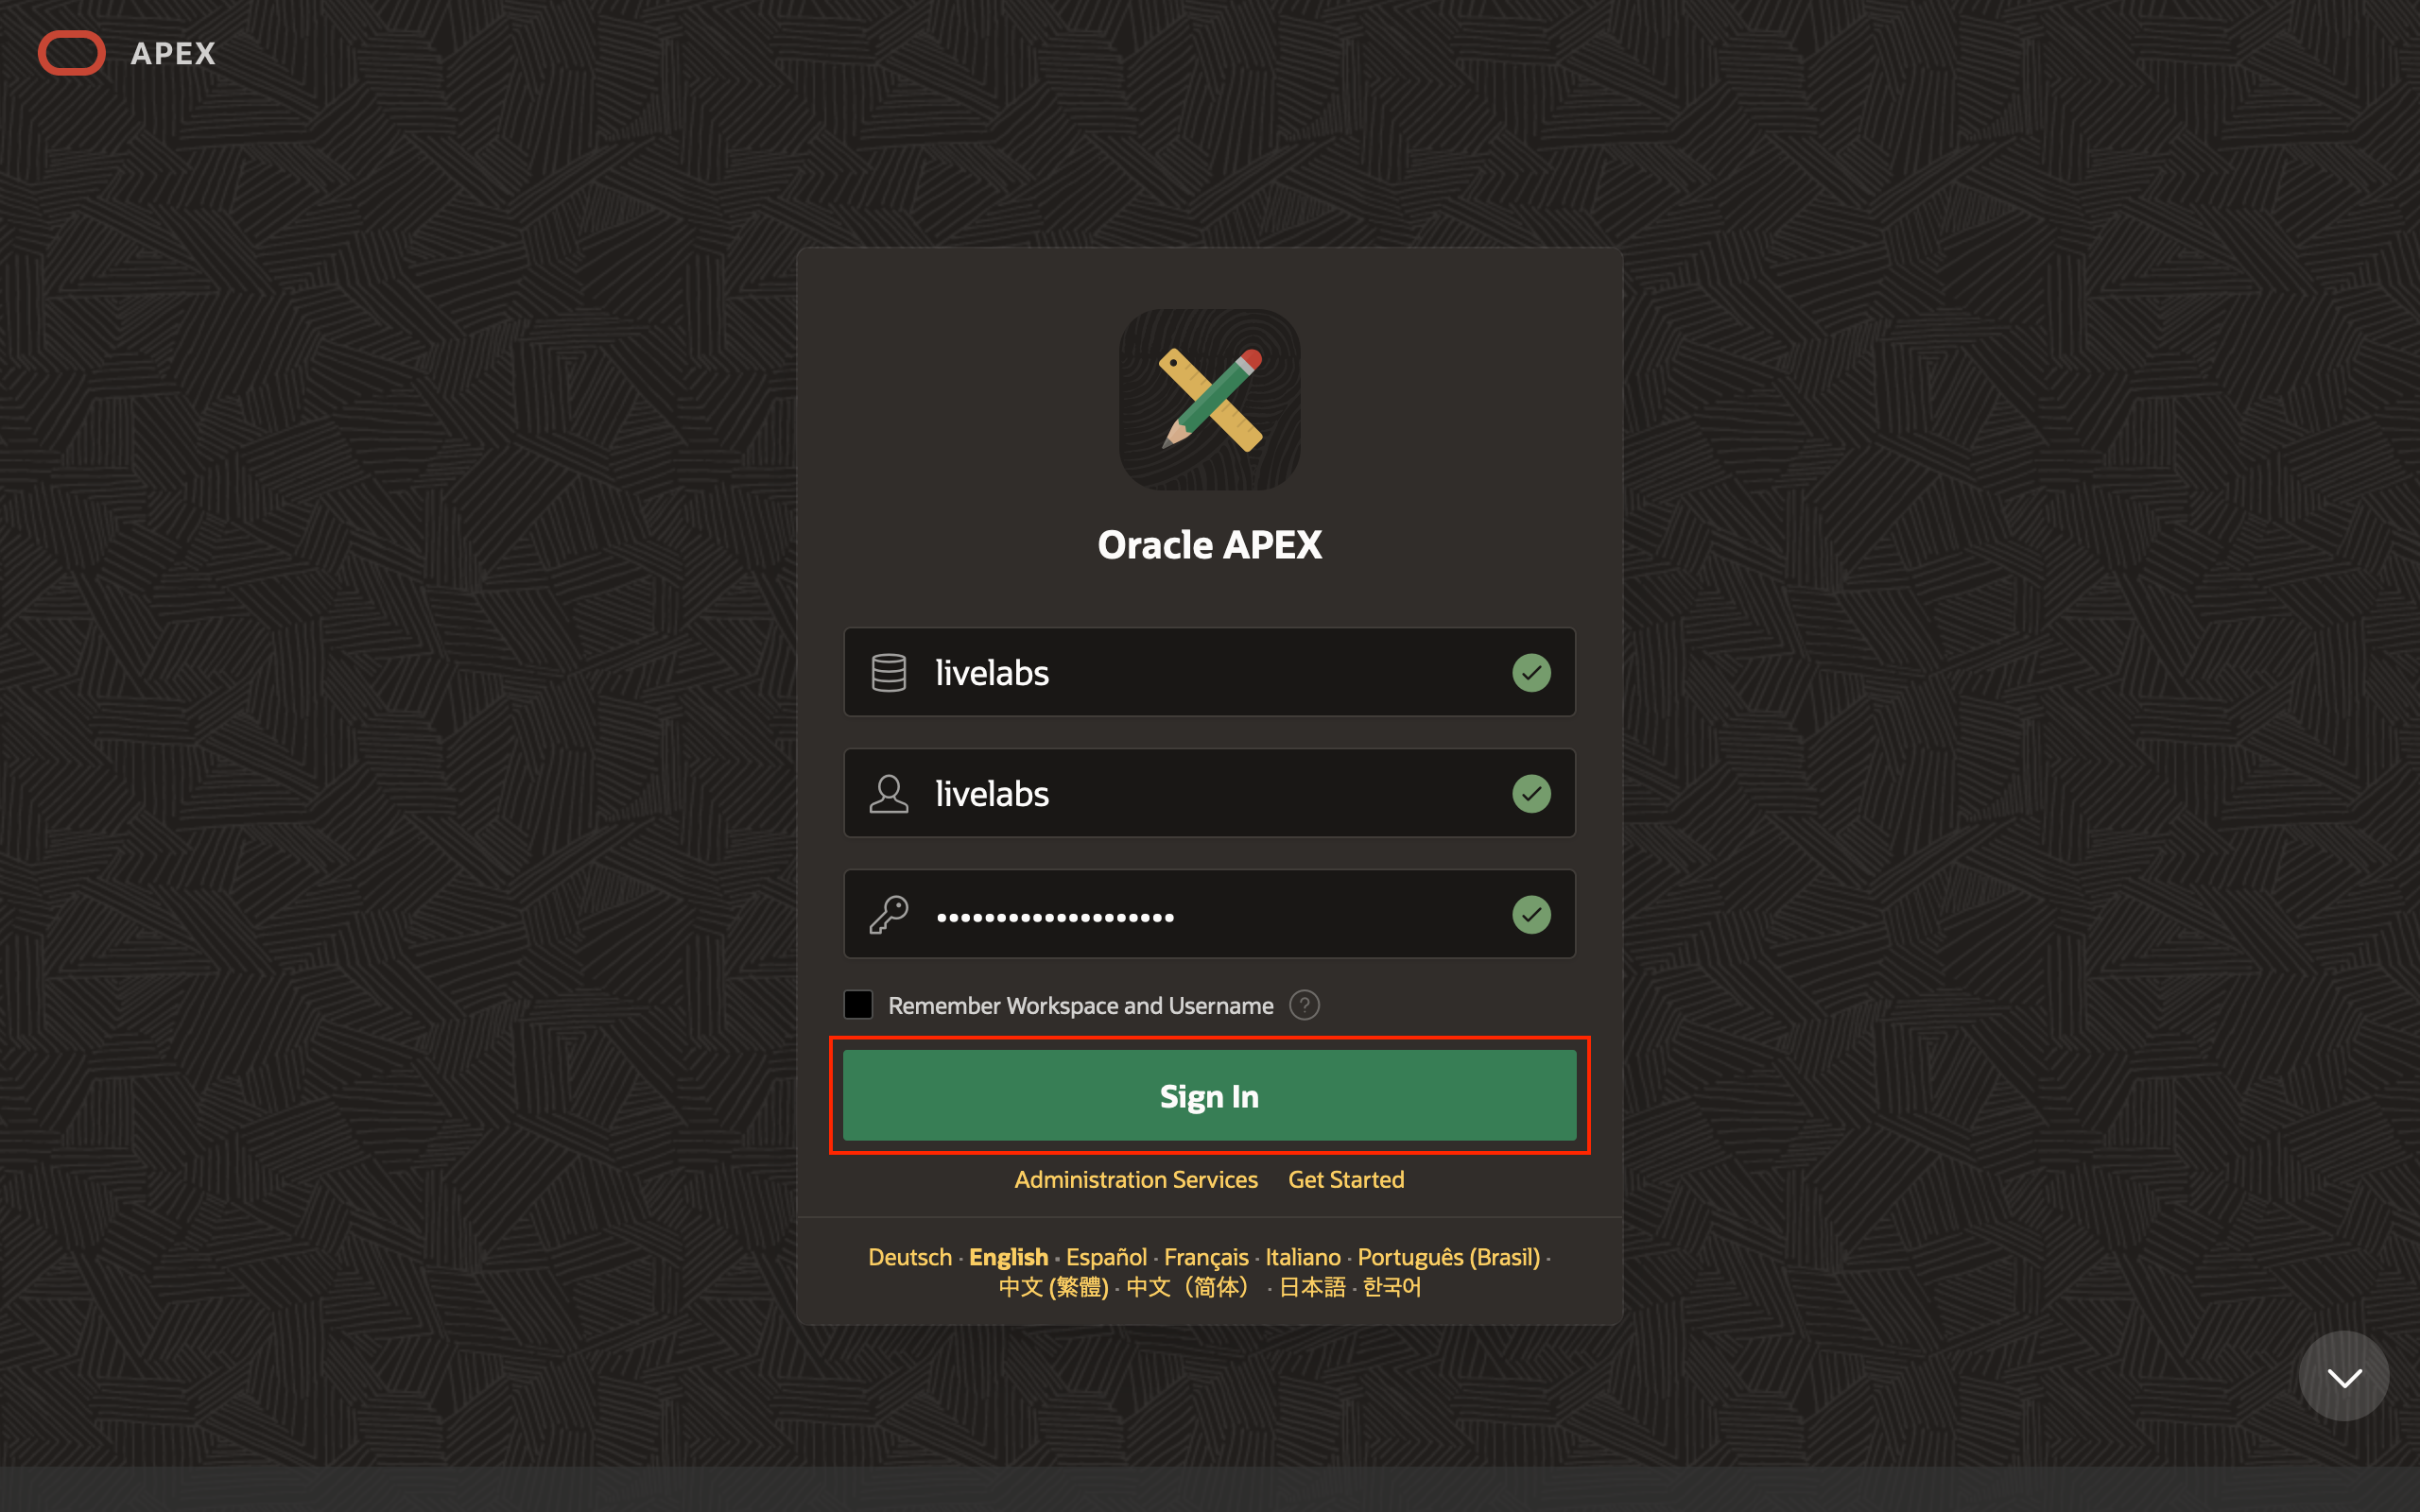 APEX
Oracle APEX
livelabs
livelabs
••••••••••••••••••••
Remember Workspace and Username ?
Sign In
Administration Services Get Started
Deutsch · English · Español · Français · Italiano · Português (Brasil) ·
中文 (繁體) · 中文（简体） · 日本語 · 한국어